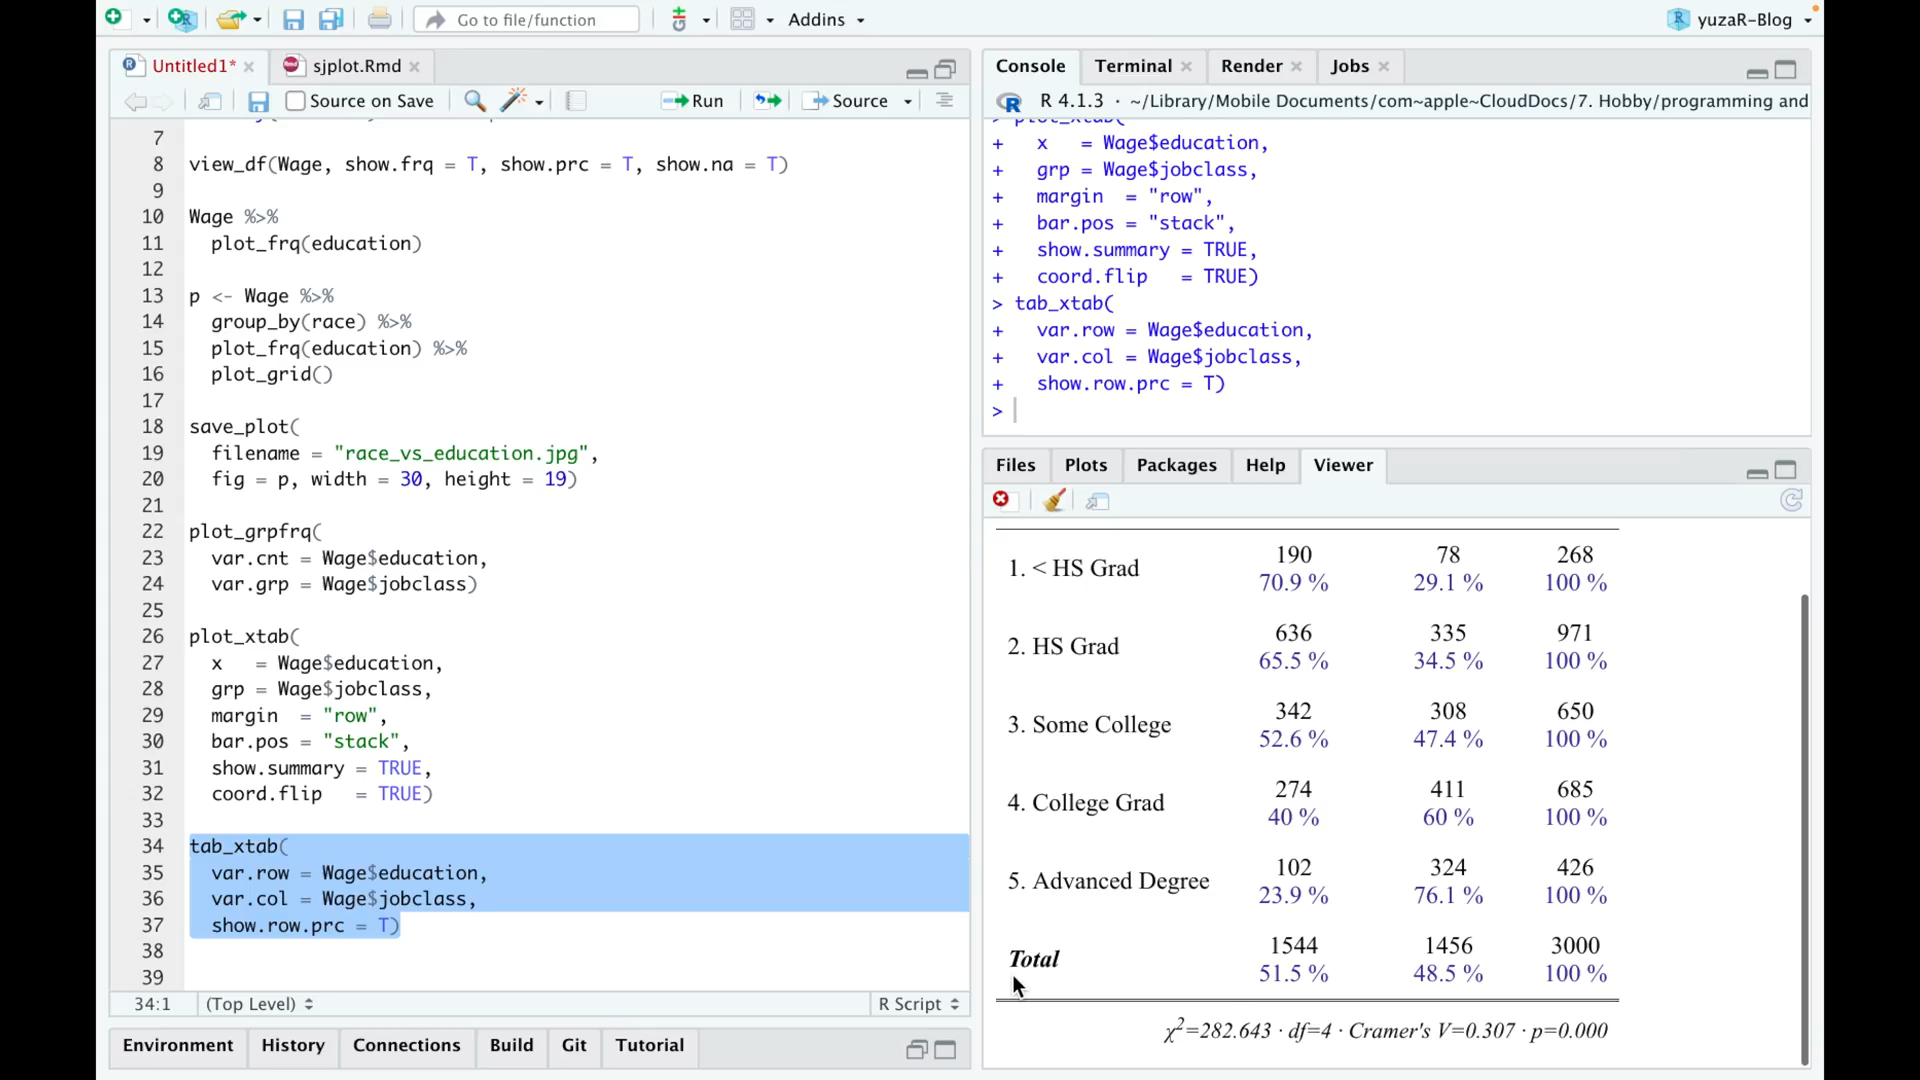 Go to file/function
Addins
yuzaR-Blog
Untitled1*
sjplot.Rmd
Source on Save
Run
Source
7
8 view_df(Wage, show.frq = T, show.prc = T, show.na = T)
9
10 Wage %>%
11 plot_frq(education)
12
13 p <- Wage %>%
14 group_by(race) %>%
15 plot_frq(education) %>%
16 plot_grid()
17
18 save_plot(
19 filename = "race_vs_education.jpg",
20 fig = p, width = 30, height = 19)
21
22 plot_grpfrq(
23 var.cnt = Wage$education,
24 var.grp = Wage$jobclass)
25
26 plot_xtab(
27 x = Wage$education,
28 grp = Wage$jobclass,
29 margin = "row",
30 bar.pos = "stack",
31 show.summary = TRUE,
32 coord.flip = TRUE)
33
34 tab_xtab(
35 var.row = Wage$education,
36 var.col = Wage$jobclass,
37 show.row.prc = T)
38
39
34:1 (Top Level) R Script
Environment History Connections Build Git Tutorial
Console Terminal Render Jobs
R 4.1.3 · ~/Library/Mobile Documents/com~apple~CloudDocs/7. Hobby/programming and
> plot_xtab(
+ x = Wage$education,
+ grp = Wage$jobclass,
+ margin = "row",
+ bar.pos = "stack",
+ show.summary = TRUE,
+ coord.flip = TRUE)
> tab_xtab(
+ var.row = Wage$education,
+ var.col = Wage$jobclass,
+ show.row.prc = T)
>
Files Plots Packages Help Viewer
1. < HS Grad 190 78 268
70.9 % 29.1 % 100 %
2. HS Grad 636 335 971
65.5 % 34.5 % 100 %
3. Some College 342 308 650
52.6 % 47.4 % 100 %
4. College Grad 274 411 685
40 % 60 % 100 %
5. Advanced Degree 102 324 426
23.9 % 76.1 % 100 %
Total 1544 1456 3000
51.5 % 48.5 % 100 %
χ2=282.643 · df=4 · Cramer's V=0.307 · p=0.000